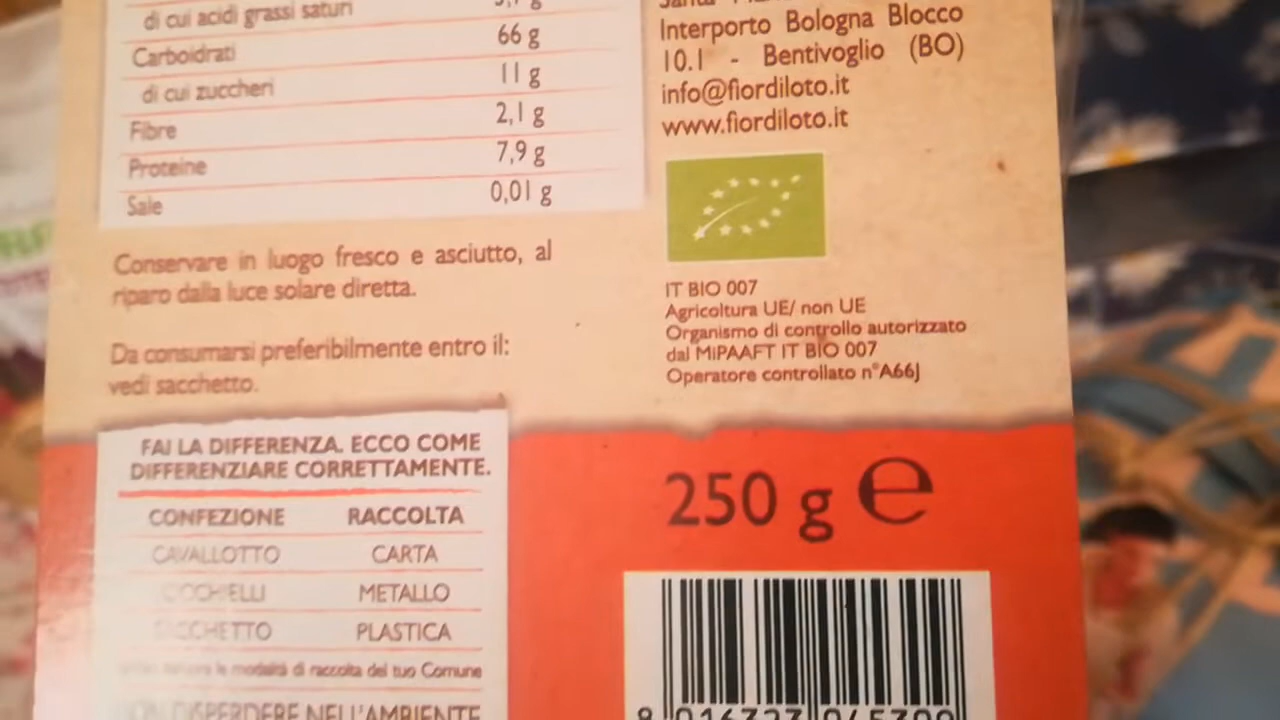 di cui acidi grassi saturi
Carboidrati 66 g
di cui zuccheri 11 g
Fibre 2,1 g
Proteine 7,9 g
Sale 0,01 g
Conservare in luogo fresco e asciutto, al
riparo dalla luce solare diretta.
Da consumarsi preferibilmente entro il:
vedi sacchetto.
FAI LA DIFFERENZA. ECCO COME
DIFFERENZIARE CORRETTAMENTE.
CONFEZIONE RACCOLTA
CAVALLOTTO CARTA
METALLO
SACCHETTO PLASTICA
le modalità di raccolta del tuo Comune
DISPERDERE NELL'AMBIENTE
Interporto Bologna Blocco
10.1 - Bentivoglio (BO)
info@fiordiloto.it
www.fiordiloto.it
IT BIO 007
Agricoltura UE/ non UE
Organismo di controllo autorizzato
dal MiPAAFT IT BIO 007
Operatore controllato n°A66J
250 g e